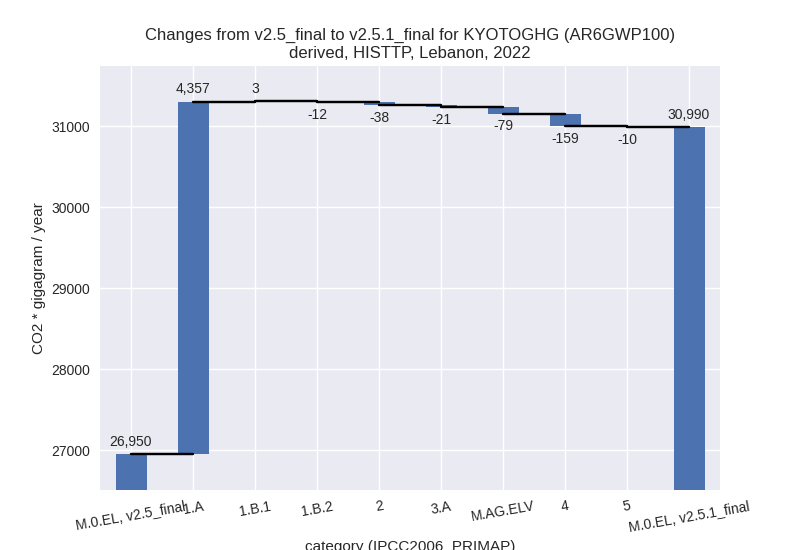 Changes from v2.5_final to v2.5.1_final for KYOTOGHG (AR6GWP100)
derived, HISTTP, Lebanon, 2022
4,357
3
-12
-38
-21
-79
-159
-10
30,990
26,950
31000
30000
29000
28000
27000
CO2 * gigagram / year
M.0.EL, v2.5_final
1.A
1.B.1
1.B.2
2
3.A
M.AG.ELV
4
5
M.0.EL, v2.5.1_final
category (IPCC2006_PRIMAP)